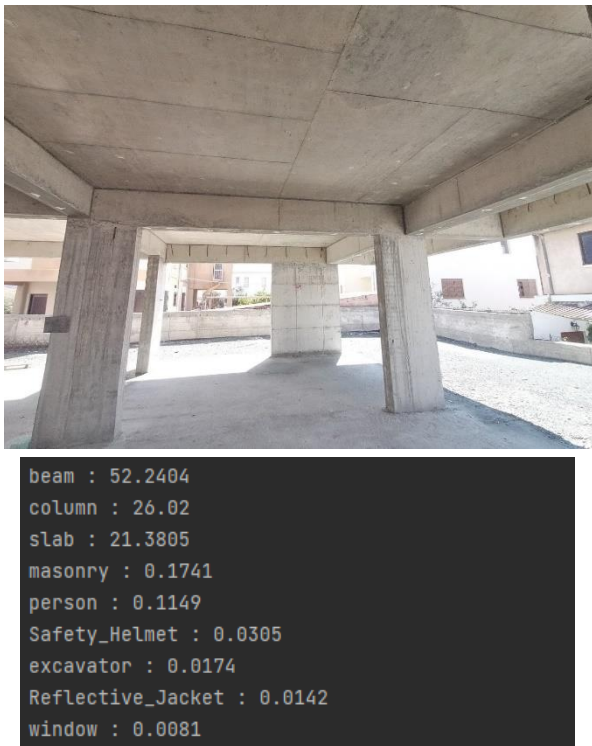 beam : 52.2404
column : 26.02
slab : 21.3805
masonry : 0.1741
person : 0.1149
Safety_Helmet : 0.0305
excavator : 0.0174
Reflective_Jacket : 0.0142
window : 0.0081